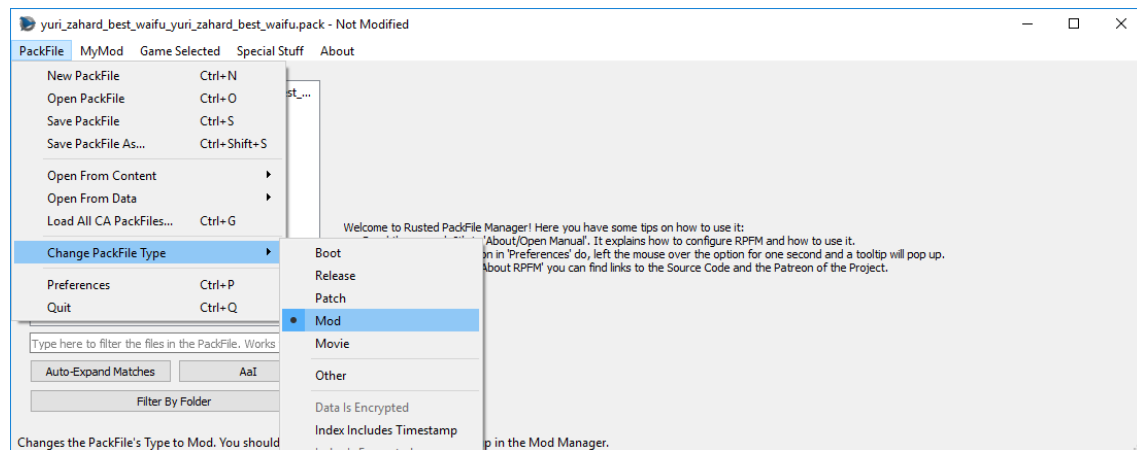 yuri_zahard_best_waifu_yuri_zahard_best_waifu.pack - Not Modified
PackFile MyMod Game Selected Special Stuff About
New PackFile Ctrl+N
Open PackFile Ctrl+O
Save PackFile Ctrl+S
Save PackFile As... Ctrl+Shift+S
Open From Content
Open From Data
Load All CA PackFiles... Ctrl+G
Change PackFile Type
Preferences Ctrl+P
Quit Ctrl+Q
st_...
Boot
Release
Patch
Mod
Movie
Other
Data Is Encrypted
Index Includes Timestamp
Welcome to Rusted PackFile Manager! Here you have some tips on how to use it:
'About/Open Manual'. It explains how to configure RPFM and how to use it.
on in 'Preferences' do, left the mouse over the option for one second and a tooltip will pop up.
About RPFM' you can find links to the Source Code and the Patreon of the Project.
Type here to filter the files in the PackFile. Works
Auto-Expand Matches AaI
Filter By Folder
Changes the PackFile's Type to Mod. You should p in the Mod Manager.